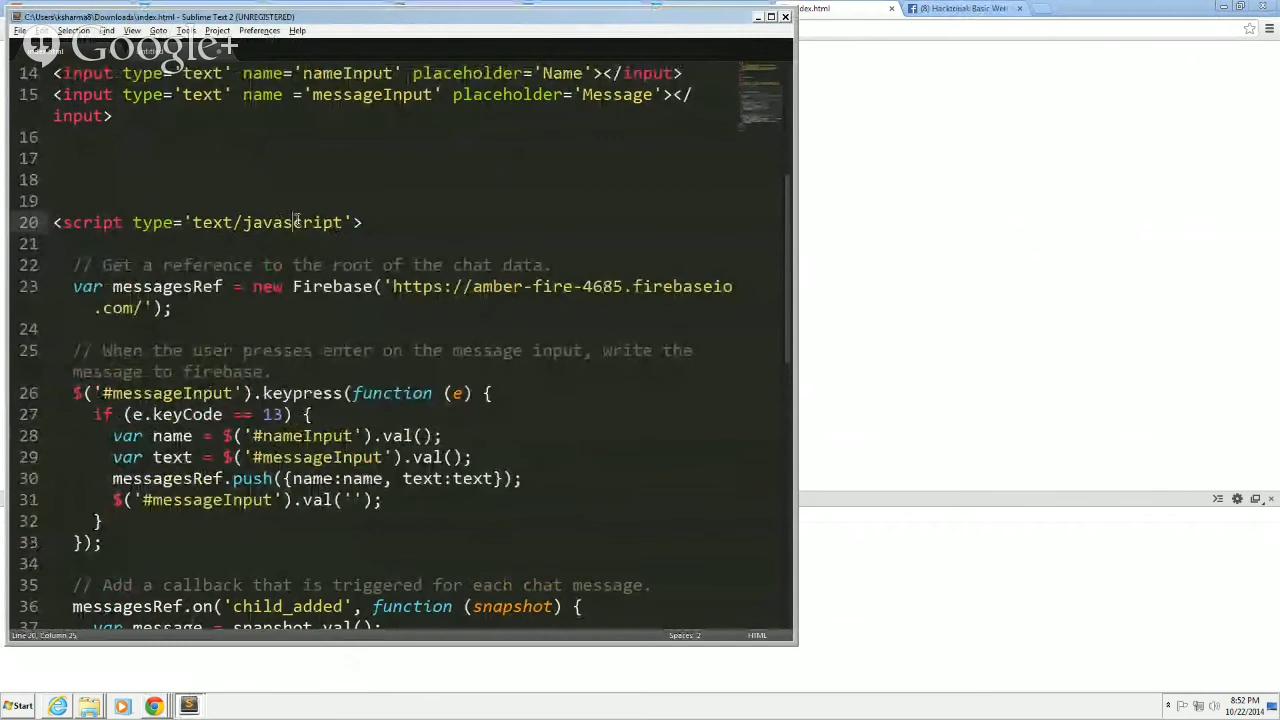 C:\Users\ksharma8\Downloads\index.html - Sublime Text 2 (UNREGISTERED)
.html
(8) Hacktorial: Basic We
File Selection Find View Goto Tools Project Preferences Help
Google+
14 <input type='text' name='nameInput' placeholder='Name'></input>
15 <input type='text' name ='messageInput' placeholder='Message'></
input>
16
17
18
19
20 <script type='text/javascript'>
21
22 // Get a reference to the root of the chat data.
23 var messagesRef = new Firebase('https://amber-fire-4685.firebaseio
.com/');
24
25 // When the user presses enter on the message input, write the
message to firebase.
26 $('#messageInput').keypress(function (e) {
27 if (e.keyCode == 13) {
28 var name = $('#nameInput').val();
29 var text = $('#messageInput').val();
30 messagesRef.push({name:name, text:text});
31 $('#messageInput').val('');
32 }
33 });
34
35 // Add a callback that is triggered for each chat message.
36 messagesRef.on('child_added', function (snapshot) {
37 var message = snapshot.val();
Line 20, Column 25
Spaces: 2
HTML
Start
8:52 PM
10/22/2014